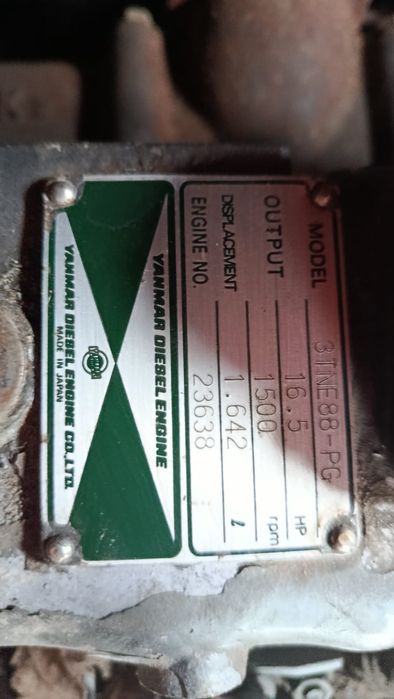 MODEL 3TNE88-PG
OUTPUT 16.5 HP
1500 rpm
DISPLACEMENT 1.642 ℓ
ENGINE NO. 23638
YANMAR DIESEL ENGINE
YANMAR
YANMAR DIESEL ENGINE CO.,LTD.
MADE IN JAPAN